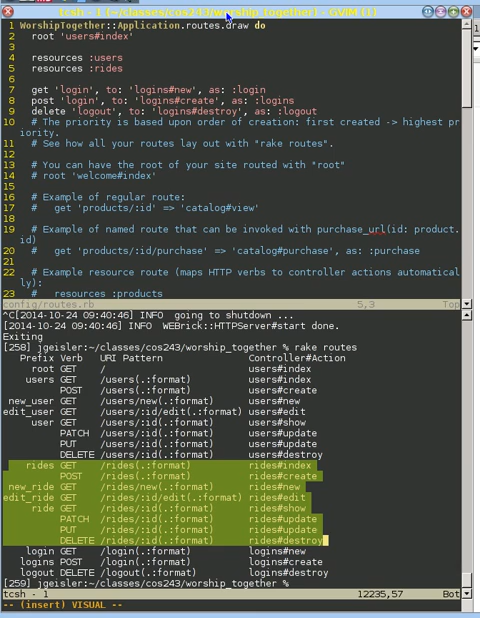 tcsh - 1 (~/classes/cos243/worship_together) - GVIM (1)
1 WorshipTogether::Application.routes.draw do
2   root 'users#index'
3
4   resources :users
5   resources :rides
6
7   get 'login', to: 'logins#new', as: :login
8   post 'login', to: 'logins#create', as: :logins
9   delete 'logout', to: 'logins#destroy', as: :logout
10   # The priority is based upon order of creation: first created -> highest pr
iority.
11   # See how all your routes lay out with "rake routes".
12
13   # You can have the root of your site routed with "root"
14   # root 'welcome#index'
15
16   # Example of regular route:
17   #   get 'products/:id' => 'catalog#view'
18
19   # Example of named route that can be invoked with purchase_url(id: product.
id)
20   #   get 'products/:id/purchase' => 'catalog#purchase', as: :purchase
21
22   # Example resource route (maps HTTP verbs to controller actions automatical
ly):
23   #   resources :products
config/routes.rb 5,3 Top
^C[2014-10-24 09:40:46] INFO  going to shutdown ...
[2014-10-24 09:40:46] INFO  WEBrick::HTTPServer#start done.
Exiting
[258] jgeisler:~/classes/cos243/worship_together % rake routes
Prefix Verb   URI Pattern               Controller#Action
root GET    /                         users#index
users GET    /users(.:format)          users#index
POST   /users(.:format)          users#create
new_user GET    /users/new(.:format)      users#new
edit_user GET    /users/:id/edit(.:format) users#edit
user GET    /users/:id(.:format)      users#show
PATCH  /users/:id(.:format)      users#update
PUT    /users/:id(.:format)      users#update
DELETE /users/:id(.:format)      users#destroy
rides GET    /rides(.:format)          rides#index
POST   /rides(.:format)          rides#create
new_ride GET    /rides/new(.:format)      rides#new
edit_ride GET    /rides/:id/edit(.:format) rides#edit
ride GET    /rides/:id(.:format)      rides#show
PATCH  /rides/:id(.:format)      rides#update
PUT    /rides/:id(.:format)      rides#update
DELETE /rides/:id(.:format)      rides#destroy
login GET    /login(.:format)          logins#new
logins POST   /login(.:format)          logins#create
logout DELETE /logout(.:format)         logins#destroy
[259] jgeisler:~/classes/cos243/worship_together %
tcsh - 1 12235,57 Bot
-- (insert) VISUAL --